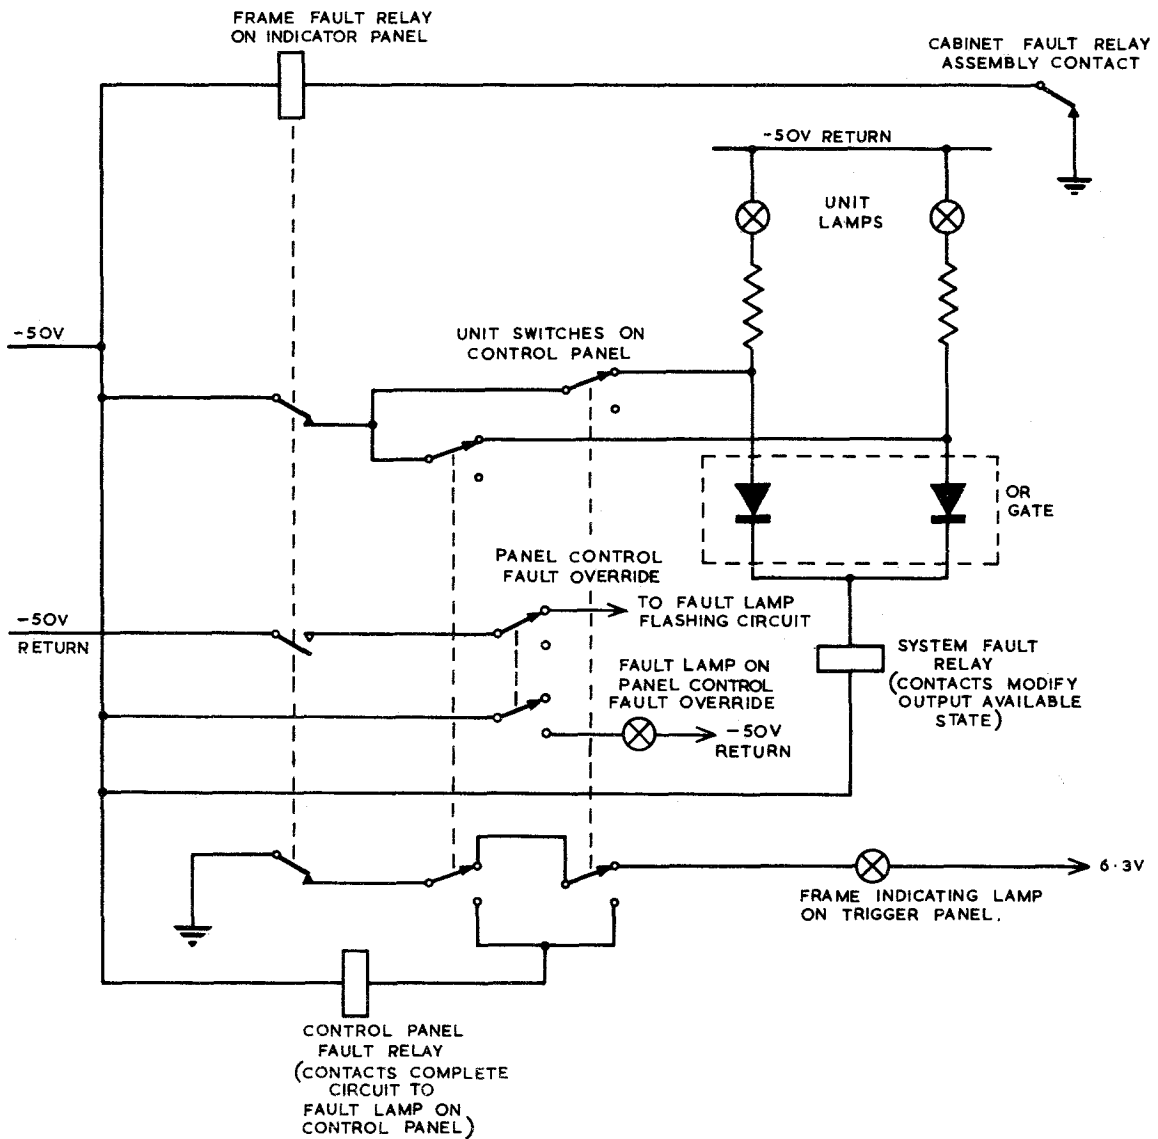 FRAME FAULT RELAY
ON INDICATOR PANEL
CABINET FAULT RELAY
ASSEMBLY CONTACT
-50V RETURN
UNIT
LAMPS
-50V
UNIT SWITCHES ON
CONTROL PANEL
OR
GATE
PANEL CONTROL
FAULT OVERRIDE
TO FAULT LAMP
FLASHING CIRCUIT
-50V
RETURN
FAULT LAMP ON
PANEL CONTROL
FAULT OVERRIDE
SYSTEM FAULT
RELAY
(CONTACTS MODIFY
OUTPUT AVAILABLE
STATE)
-50V
RETURN
6·3V
FRAME INDICATING LAMP
ON TRIGGER PANEL.
CONTROL PANEL
FAULT RELAY
(CONTACTS COMPLETE
CIRCUIT TO
FAULT LAMP ON
CONTROL PANEL)